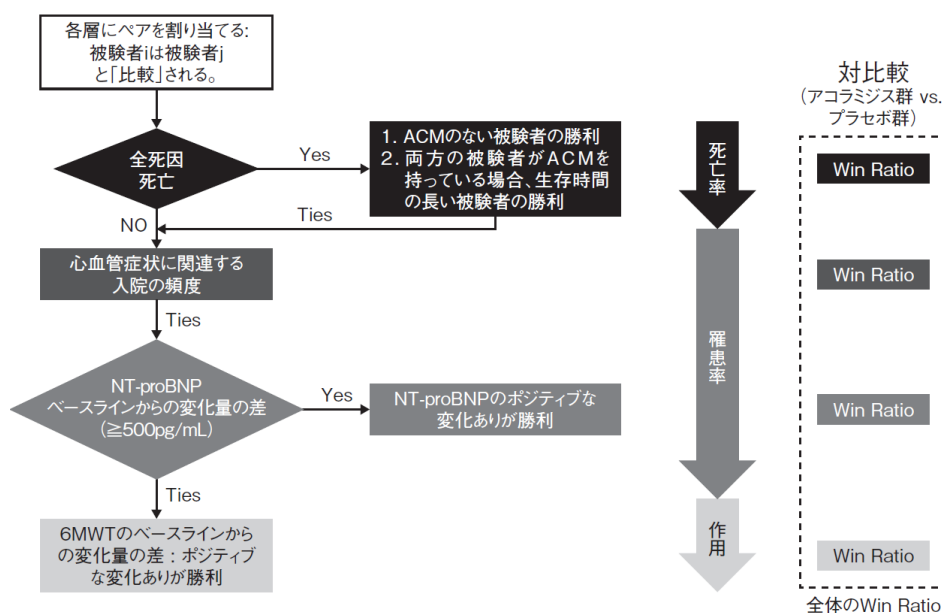 各層にペアを割り当てる:
被験者iは被験者j
と「比較」される。
全死因
死亡
Yes
1. ACMのない被験者の勝利
2. 両方の被験者がACMを
持っている場合、生存時間
の長い被験者の勝利
Ties
NO
心血管症状に関連する
入院の頻度
Ties
NT-proBNP
ベースラインからの変化量の差
(≧500pg/mL)
Yes
NT-proBNPのポジティブな
変化ありが勝利
Ties
6MWTのベースラインから
の変化量の差：ポジティブ
な変化ありが勝利
死亡率
罹患率
作用
対比較
(アコラミジス群 vs.
プラセボ群)
Win Ratio
Win Ratio
Win Ratio
Win Ratio
全体のWin Ratio